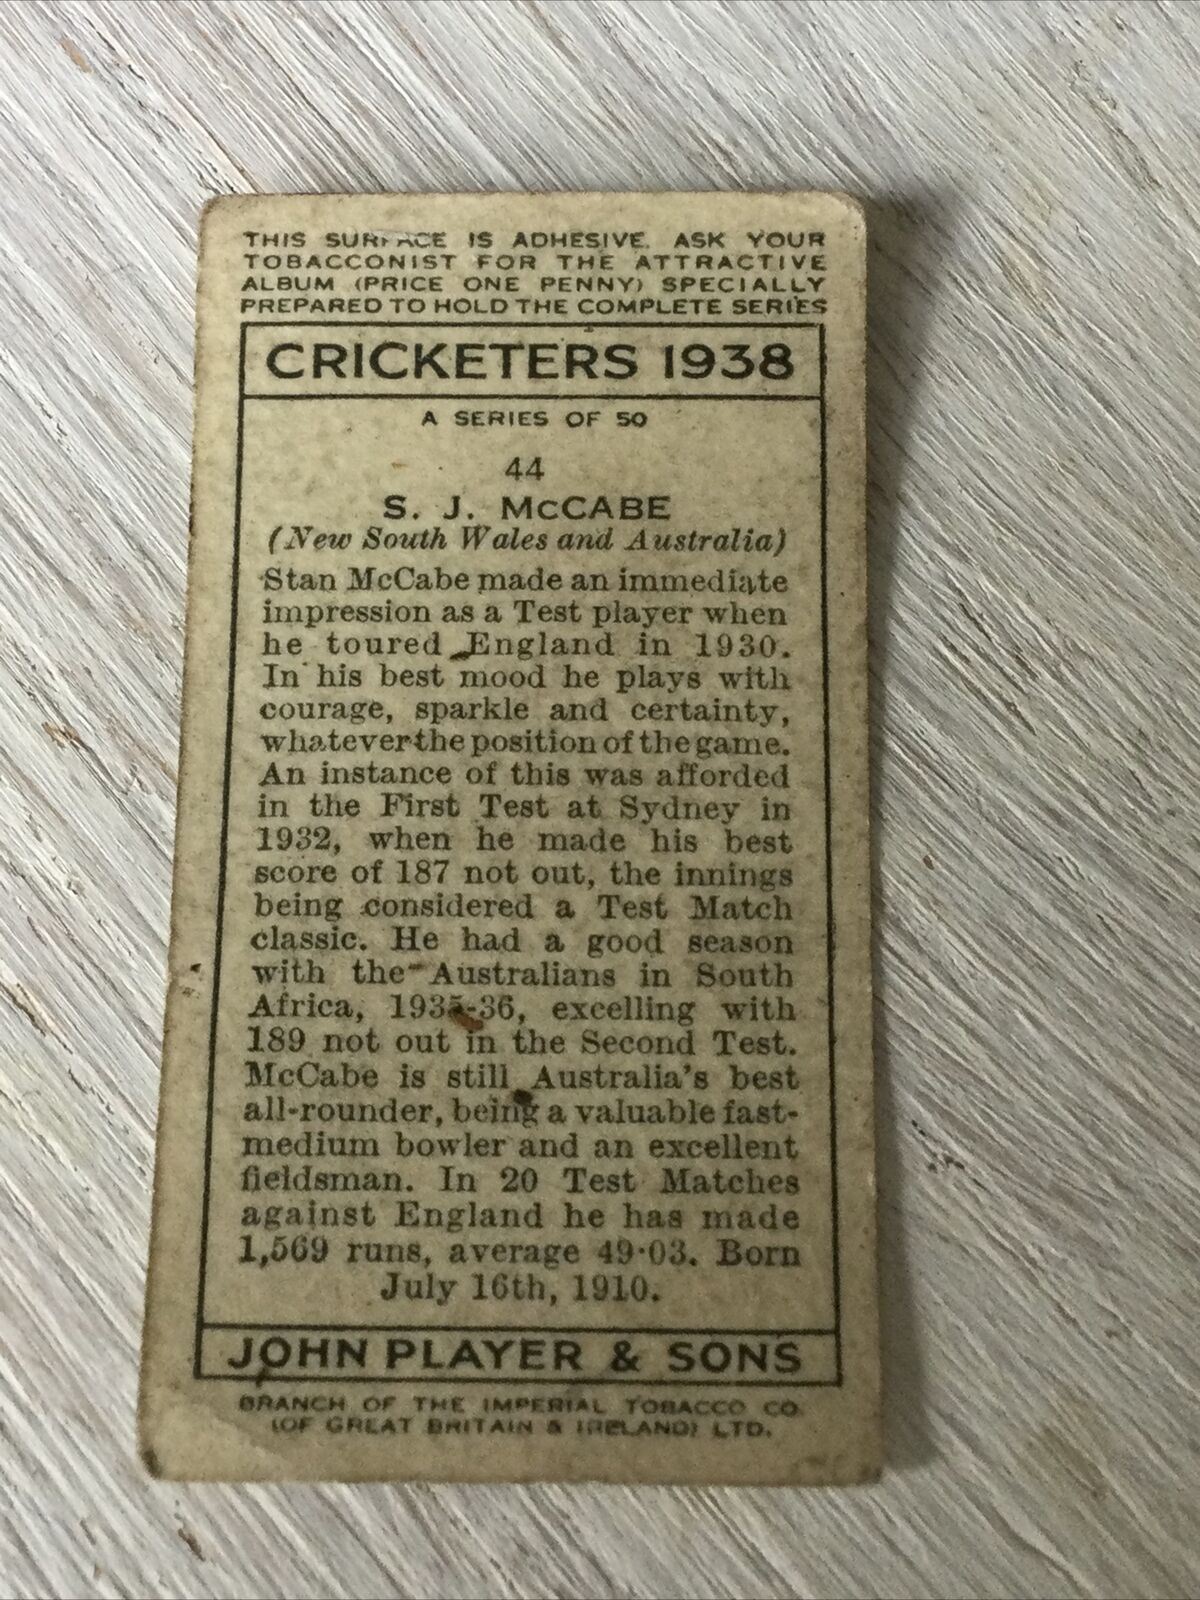 THIS SURFACE IS ADHESIVE. ASK YOUR
TOBACCONIST FOR THE ATTRACTIVE
ALBUM (PRICE ONE PENNY) SPECIALLY
PREPARED TO HOLD THE COMPLETE SERIES
CRICKETERS 1938
A SERIES OF 50
44
S. J. McCABE
(New South Wales and Australia)
Stan McCabe made an immediate
impression as a Test player when
he toured England in 1930.
In his best mood he plays with
courage, sparkle and certainty,
whatever the position of the game.
An instance of this was afforded
in the First Test at Sydney in
1932, when he made his best
score of 187 not out, the innings
being considered a Test Match
classic. He had a good season
with the Australians in South
Africa, 1935-36, excelling with
189 not out in the Second Test.
McCabe is still Australia's best
all-rounder, being a valuable fast-
medium bowler and an excellent
fieldsman. In 20 Test Matches
against England he has made
1,569 runs, average 49·03. Born
July 16th, 1910.
JOHN PLAYER & SONS
BRANCH OF THE IMPERIAL TOBACCO CO.
(OF GREAT BRITAIN & IRELAND) LTD.